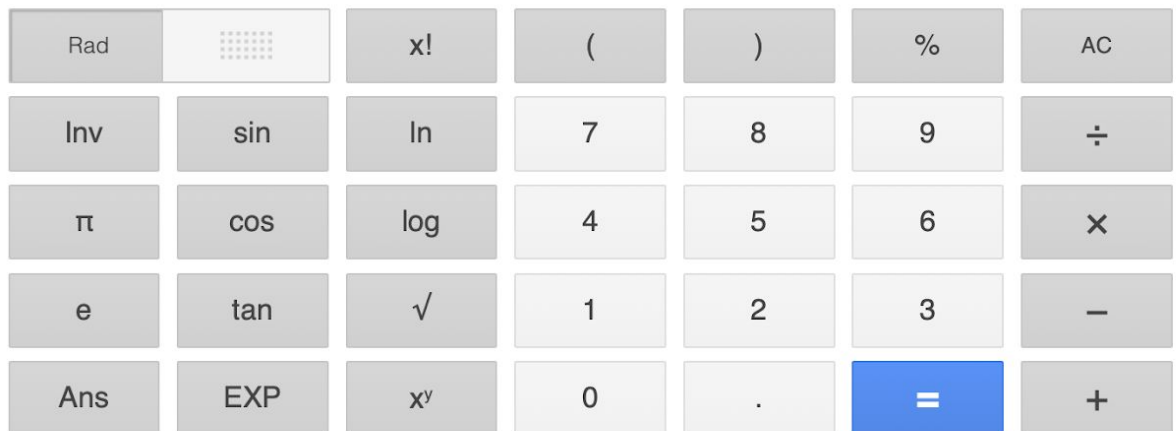 Rad x! ( ) % AC
Inv sin ln 7 8 9 ÷
π cos log 4 5 6 ×
e tan √ 1 2 3 −
Ans EXP xʸ 0 . = +